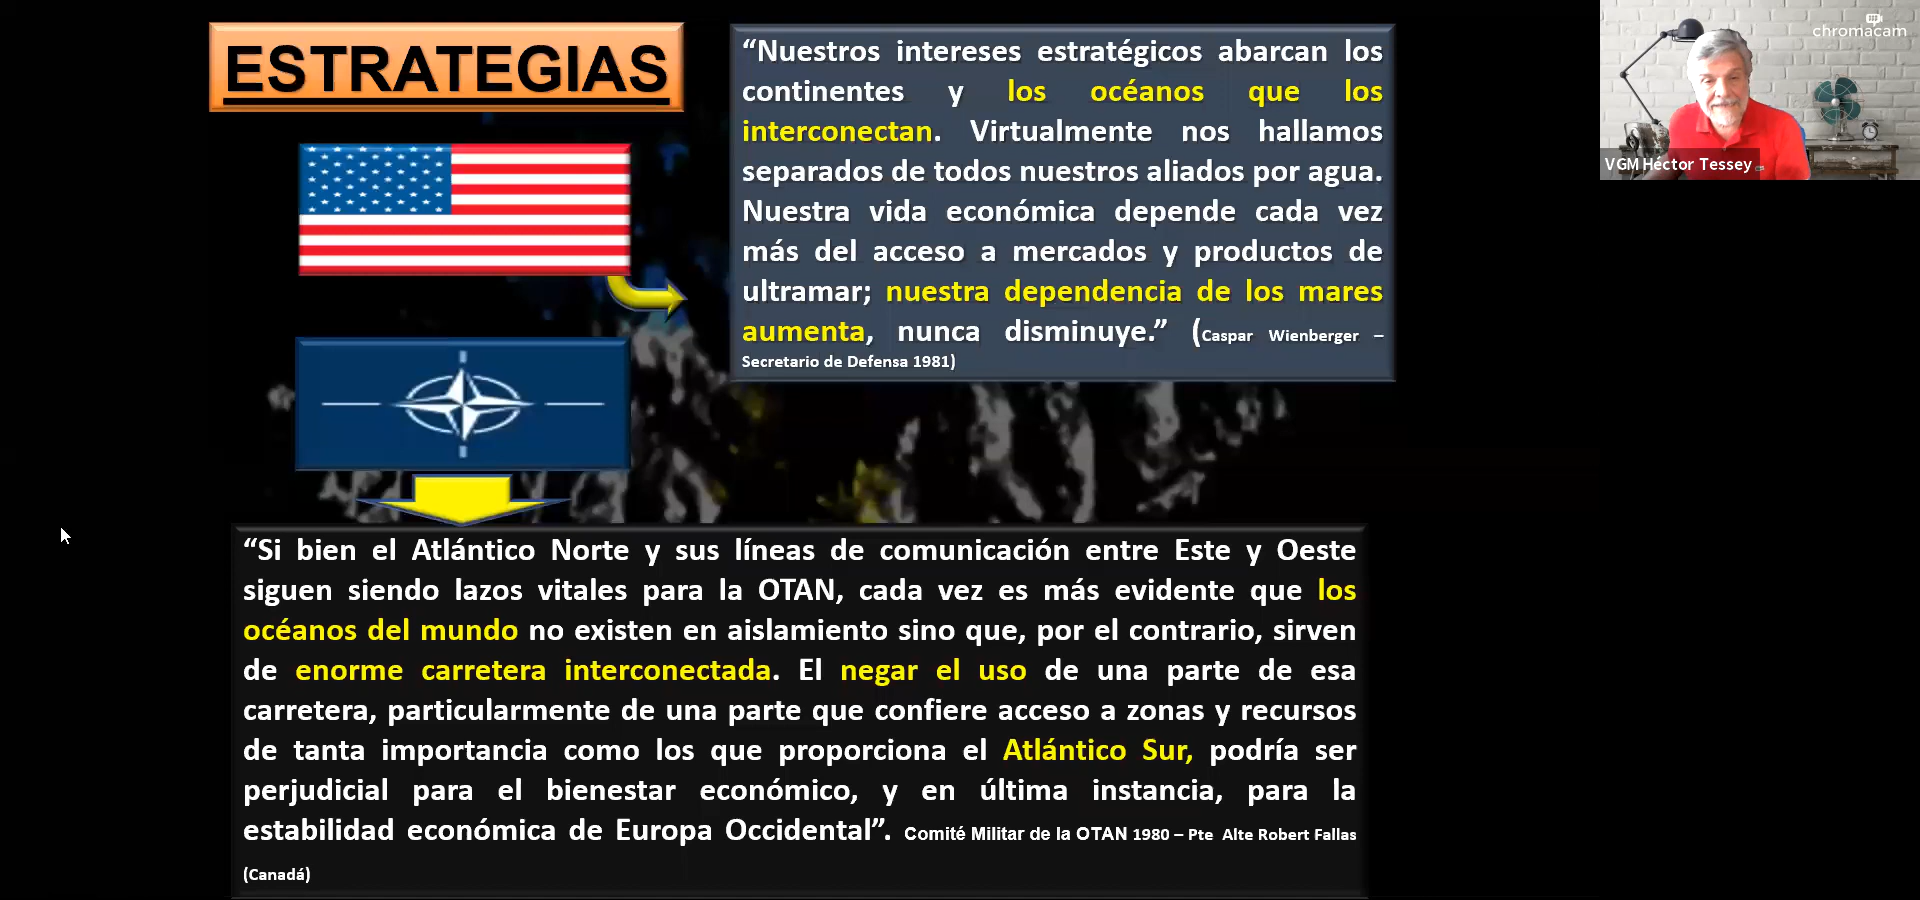 ESTRATEGIAS
“Nuestros intereses estratégicos abarcan los
continentes y los océanos que los
interconectan. Virtualmente nos hallamos
separados de todos nuestros aliados por agua.
Nuestra vida económica depende cada vez
más del acceso a mercados y productos de
ultramar; nuestra dependencia de los mares
aumenta, nunca disminuye.” (Caspar Wienberger –
Secretario de Defensa 1981)
“Si bien el Atlántico Norte y sus líneas de comunicación entre Este y Oeste
siguen siendo lazos vitales para la OTAN, cada vez es más evidente que los
océanos del mundo no existen en aislamiento sino que, por el contrario, sirven
de enorme carretera interconectada. El negar el uso de una parte de esa
carretera, particularmente de una parte que confiere acceso a zonas y recursos
de tanta importancia como los que proporciona el Atlántico Sur, podría ser
perjudicial para el bienestar económico, y en última instancia, para la
estabilidad económica de Europa Occidental”. Comité Militar de la OTAN 1980 – Pte Alte Robert Fallas
(Canadá)
chromacam
VGM Héctor Tessey